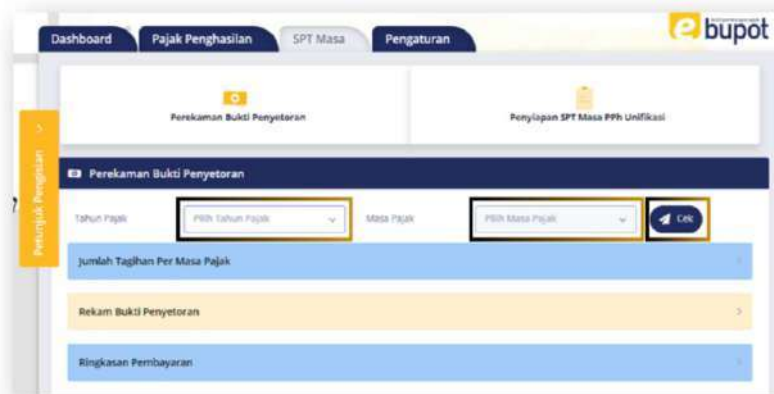 Dashboard
Pajak Penghasilan
SPT Masa
Pengaturan
e bupot
Perekaman Bukti Penyetoran
Penyiapan SPT Masa PPh Unifikasi
Petunjuk Pengisian
Perekaman Bukti Penyetoran
Tahun Pajak
Pilih Tahun Pajak
Masa Pajak
Pilih Masa Pajak
Cek
Jumlah Tagihan Per Masa Pajak
Rekam Bukti Penyetoran
Ringkasan Pembayaran